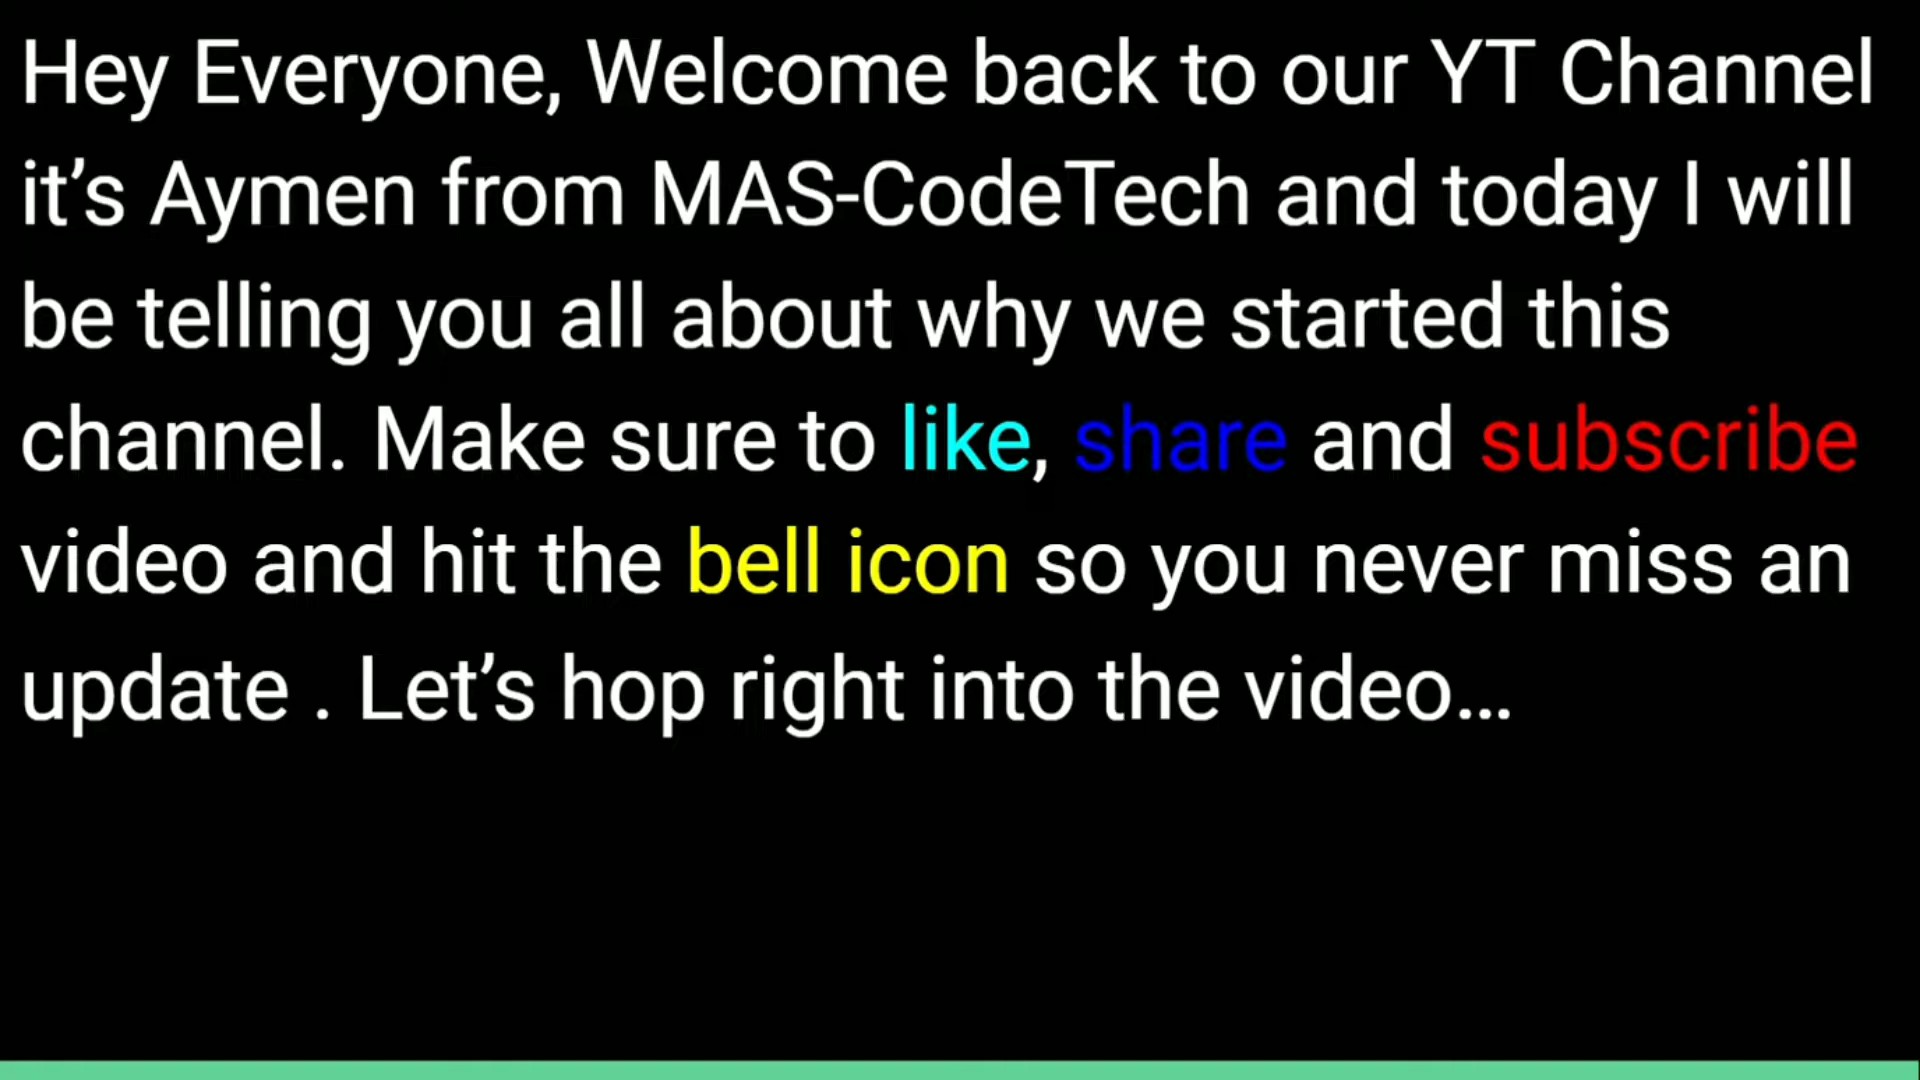 Hey Everyone, Welcome back to our YT Channel
it’s Aymen from MAS-CodeTech and today I will
be telling you all about why we started this
channel. Make sure to like, share and subscribe
video and hit the bell icon so you never miss an
update . Let’s hop right into the video...